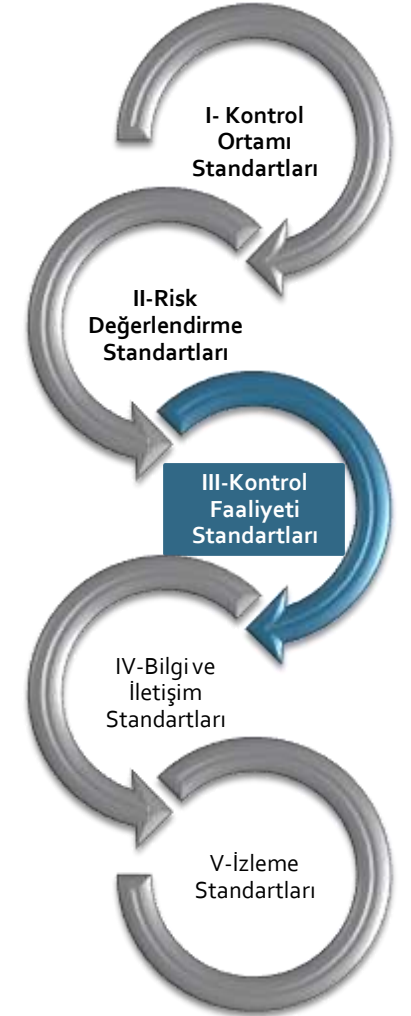 I- Kontrol
Ortamı
Standartları
II-Risk
Değerlendirme
Standartları
III-Kontrol
Faaliyeti
Standartları
IV-Bilgi ve
İletişim
Standartları
V-İzleme
Standartları